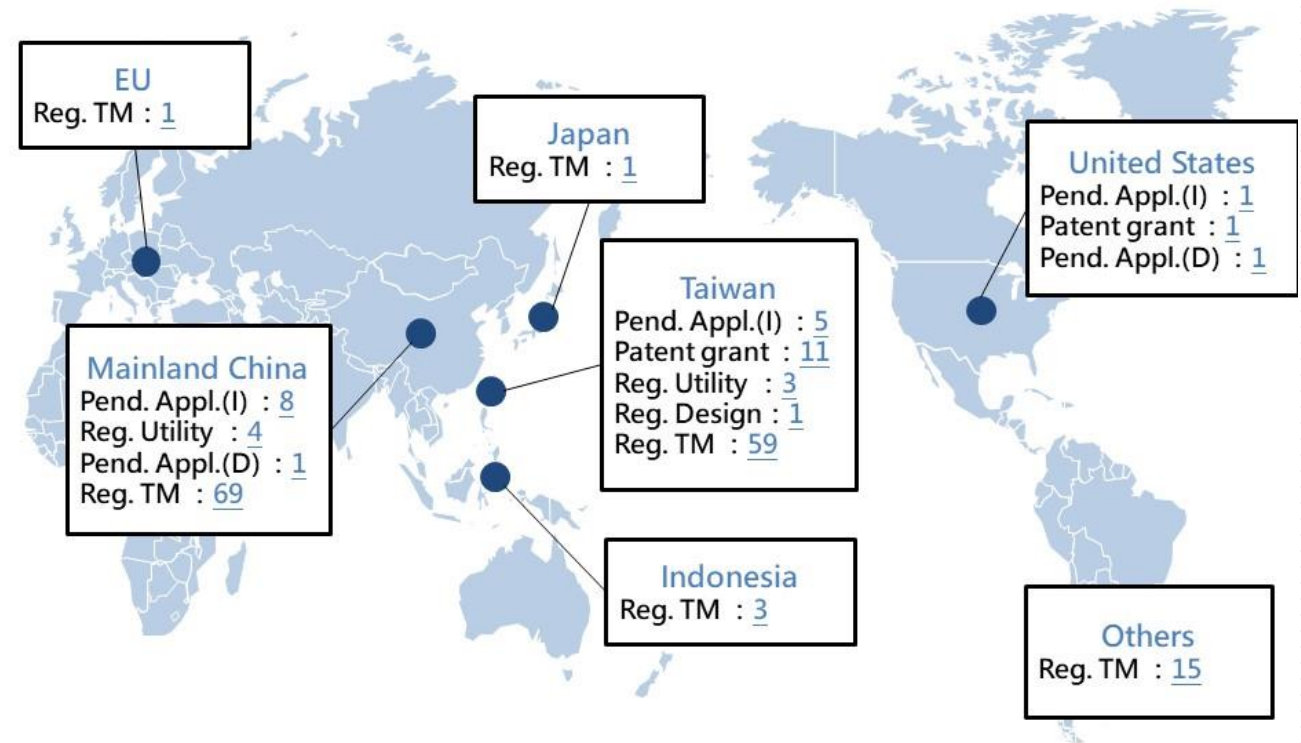 EU
Reg. TM : 1
Japan
Reg. TM : 1
United States
Pend. Appl.(I) : 1
Patent grant : 1
Pend. Appl.(D) : 1
Taiwan
Pend. Appl.(I) : 5
Patent grant : 11
Reg. Utility : 3
Reg. Design : 1
Reg. TM : 59
Mainland China
Pend. Appl.(I) : 8
Reg. Utility : 4
Pend. Appl.(D) : 1
Reg. TM : 69
Indonesia
Reg. TM : 3
Others
Reg. TM : 15